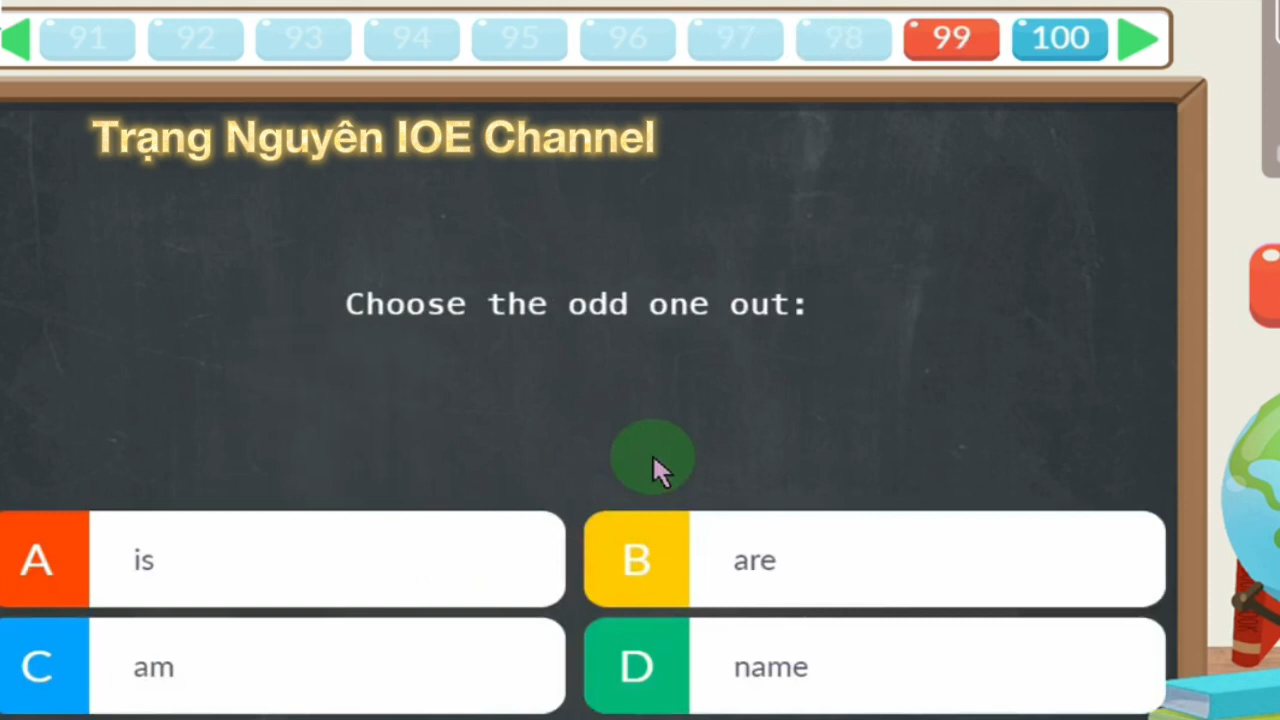 91 92 93 94 95 96 97 98 99 100
Trạng Nguyên IOE Channel
Choose the odd one out:
A is
B are
C am
D name